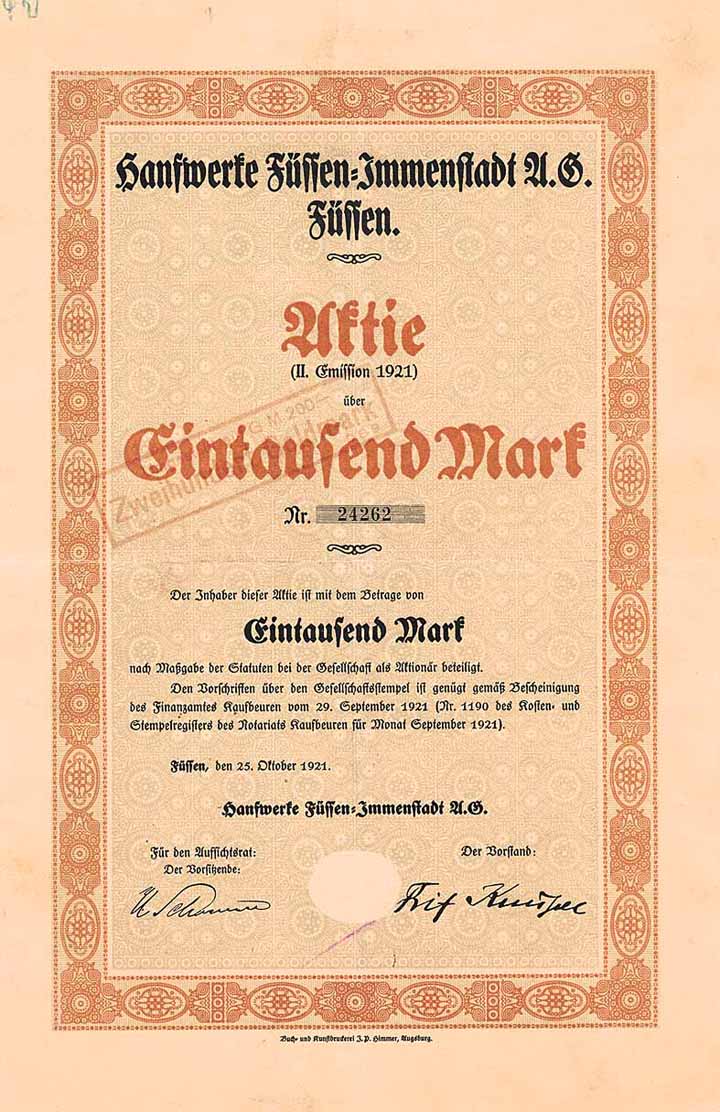 Hanfwerke Füssen-Immenstadt A.G.
Füssen.
Aktie
(II. Emission 1921)
über
G M 200.—
Eintausend Mark
Nr. 24262
Der Inhaber dieser Aktie ist mit dem Betrage von
Eintausend Mark
nach Maßgabe der Statuten bei der Gesellschaft als Aktionär beteiligt.
Den Vorschriften über den Gesellschaftsstempel ist genügt gemäß Bescheinigung
des Finanzamtes Kaufbeuren vom 29. September 1921 (Nr. 1190 des Kosten- und
Stempelregisters des Notariats Kaufbeuren für Monat September 1921).
Füssen, den 25. Oktober 1921.
Hanfwerke Füssen-Immenstadt A.G.
Für den Aufsichtsrat:
Der Vorsitzende:
Der Vorstand:
Buch- und Kunstdruckerei J.P. Himmer, Augsburg.